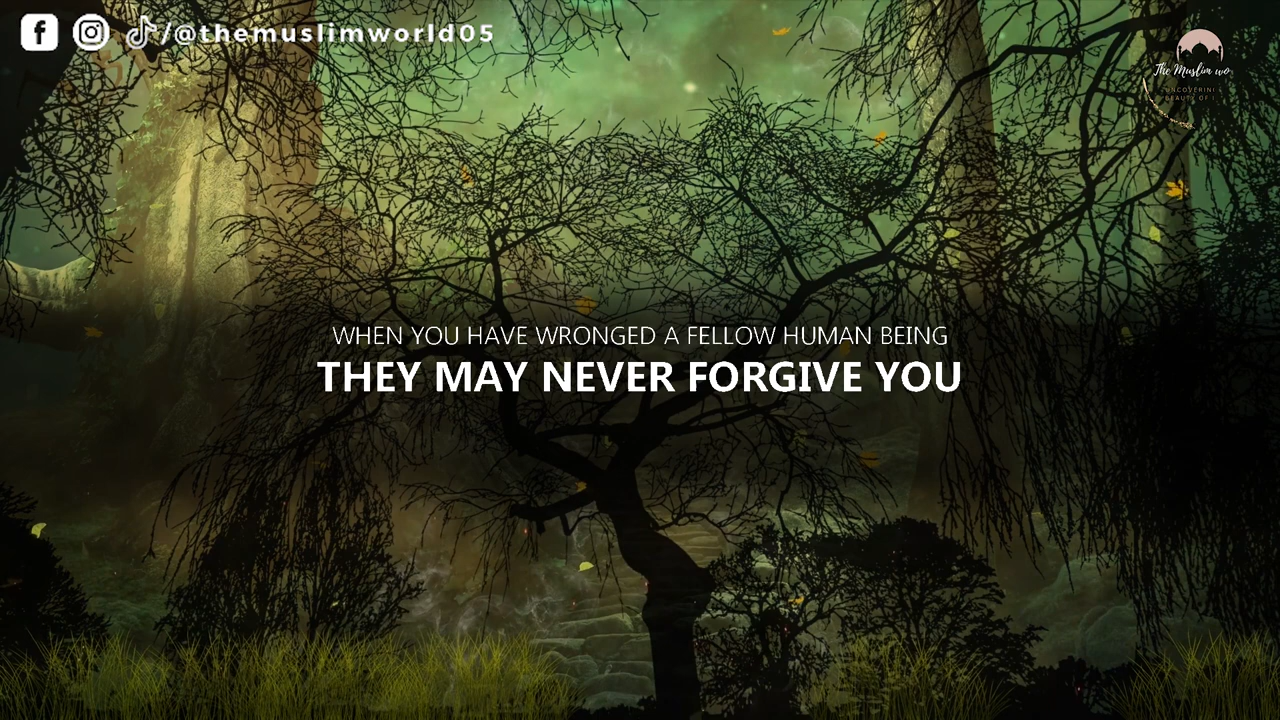 /@themuslimworld05
The Muslim wo
WHEN YOU HAVE WRONGED A FELLOW HUMAN BEING
THEY MAY NEVER FORGIVE YOU